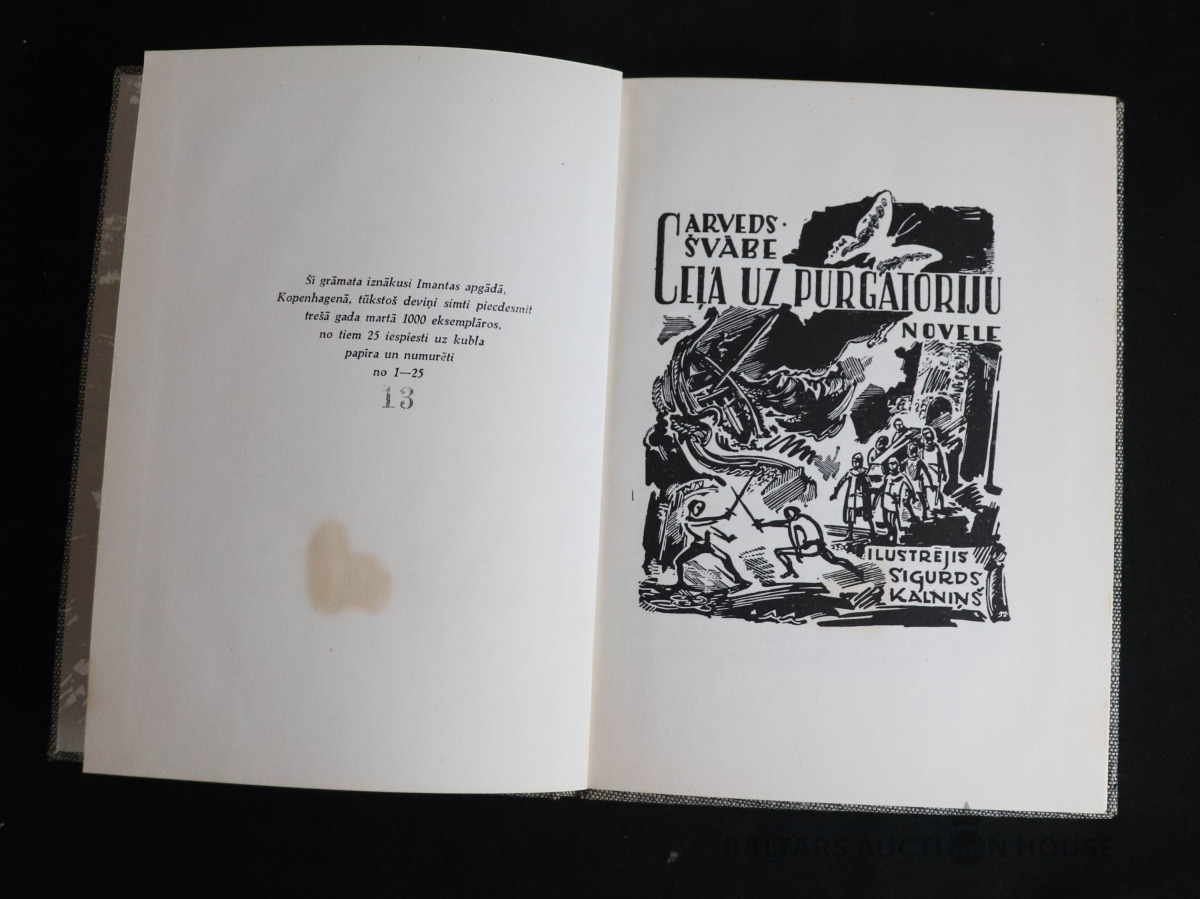 Šī grāmata iznākusi Imantas apgādā,
Kopenhagenā, tūkstoš deviņi simti piecdesmit
trešā gada martā 1000 eksemplāros,
no tiem 25 iespiesti uz kubla
papīra un numurēti
no 1—25
13
ARVEDS·
ŠVĀBE
CEĻA UZ PURGATORIJU
NOVELE
ILUSTRĒJIS
SIGURDS
KALNIŅŠ
BALTARS AUCTION HOUSE